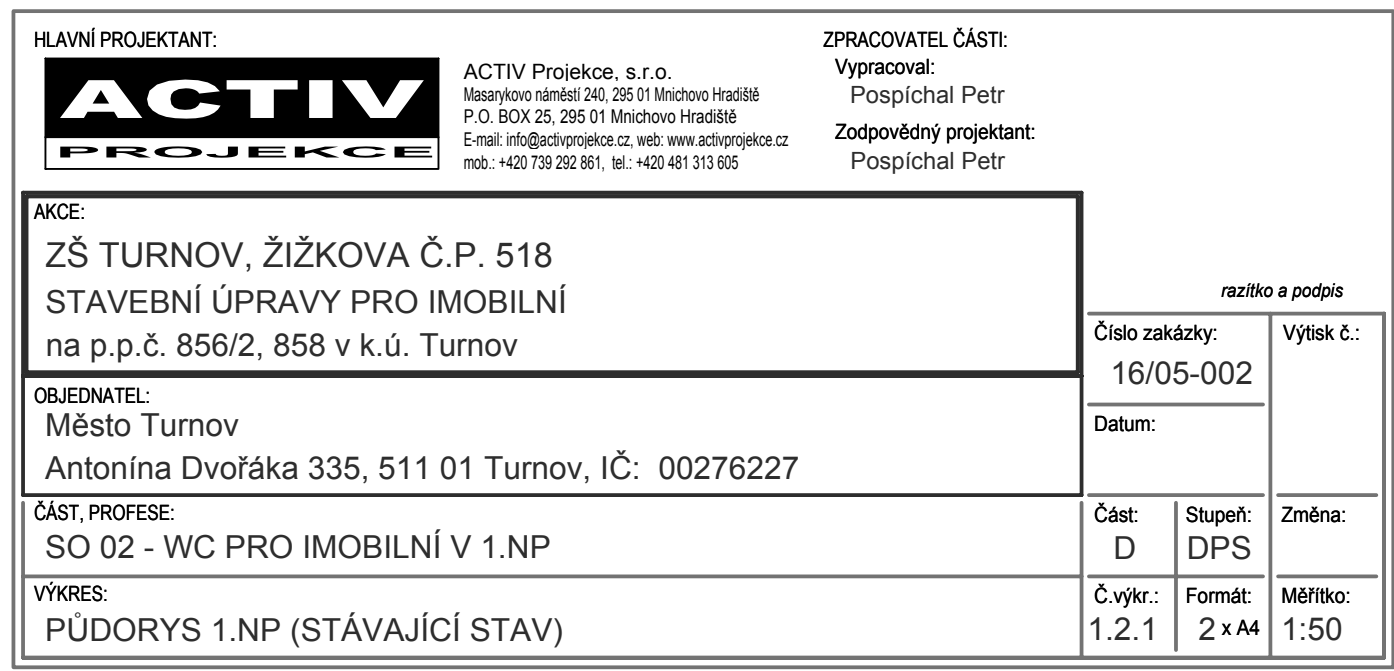 HLAVNÍ PROJEKTANT:
ACTIV
PROJEKCE
ACTIV Projekce, s.r.o.
Masarykovo náměstí 240, 295 01 Mnichovo Hradiště
P.O. BOX 25, 295 01 Mnichovo Hradiště
E-mail: info@activprojekce.cz, web: www.activprojekce.cz
mob.: +420 739 292 861, tel.: +420 481 313 605
ZPRACOVATEL ČÁSTI:
Vypracoval:
Pospíchal Petr
Zodpovědný projektant:
Pospíchal Petr
AKCE:
ZŠ TURNOV, ŽIŽKOVA Č.P. 518
STAVEBNÍ ÚPRAVY PRO IMOBILNÍ
na p.p.č. 856/2, 858 v k.ú. Turnov
razítko a podpis
Číslo zakázky:
16/05-002
Výtisk č.:
OBJEDNATEL:
Město Turnov
Antonína Dvořáka 335, 511 01 Turnov, IČ: 00276227
Datum:
ČÁST, PROFESE:
SO 02 - WC PRO IMOBILNÍ V 1.NP
Část:
D
Stupeň:
DPS
Změna:
VÝKRES:
PŮDORYS 1.NP (STÁVAJÍCÍ STAV)
Č.výkr.:
1.2.1
Formát:
2 x A4
Měřítko:
1:50